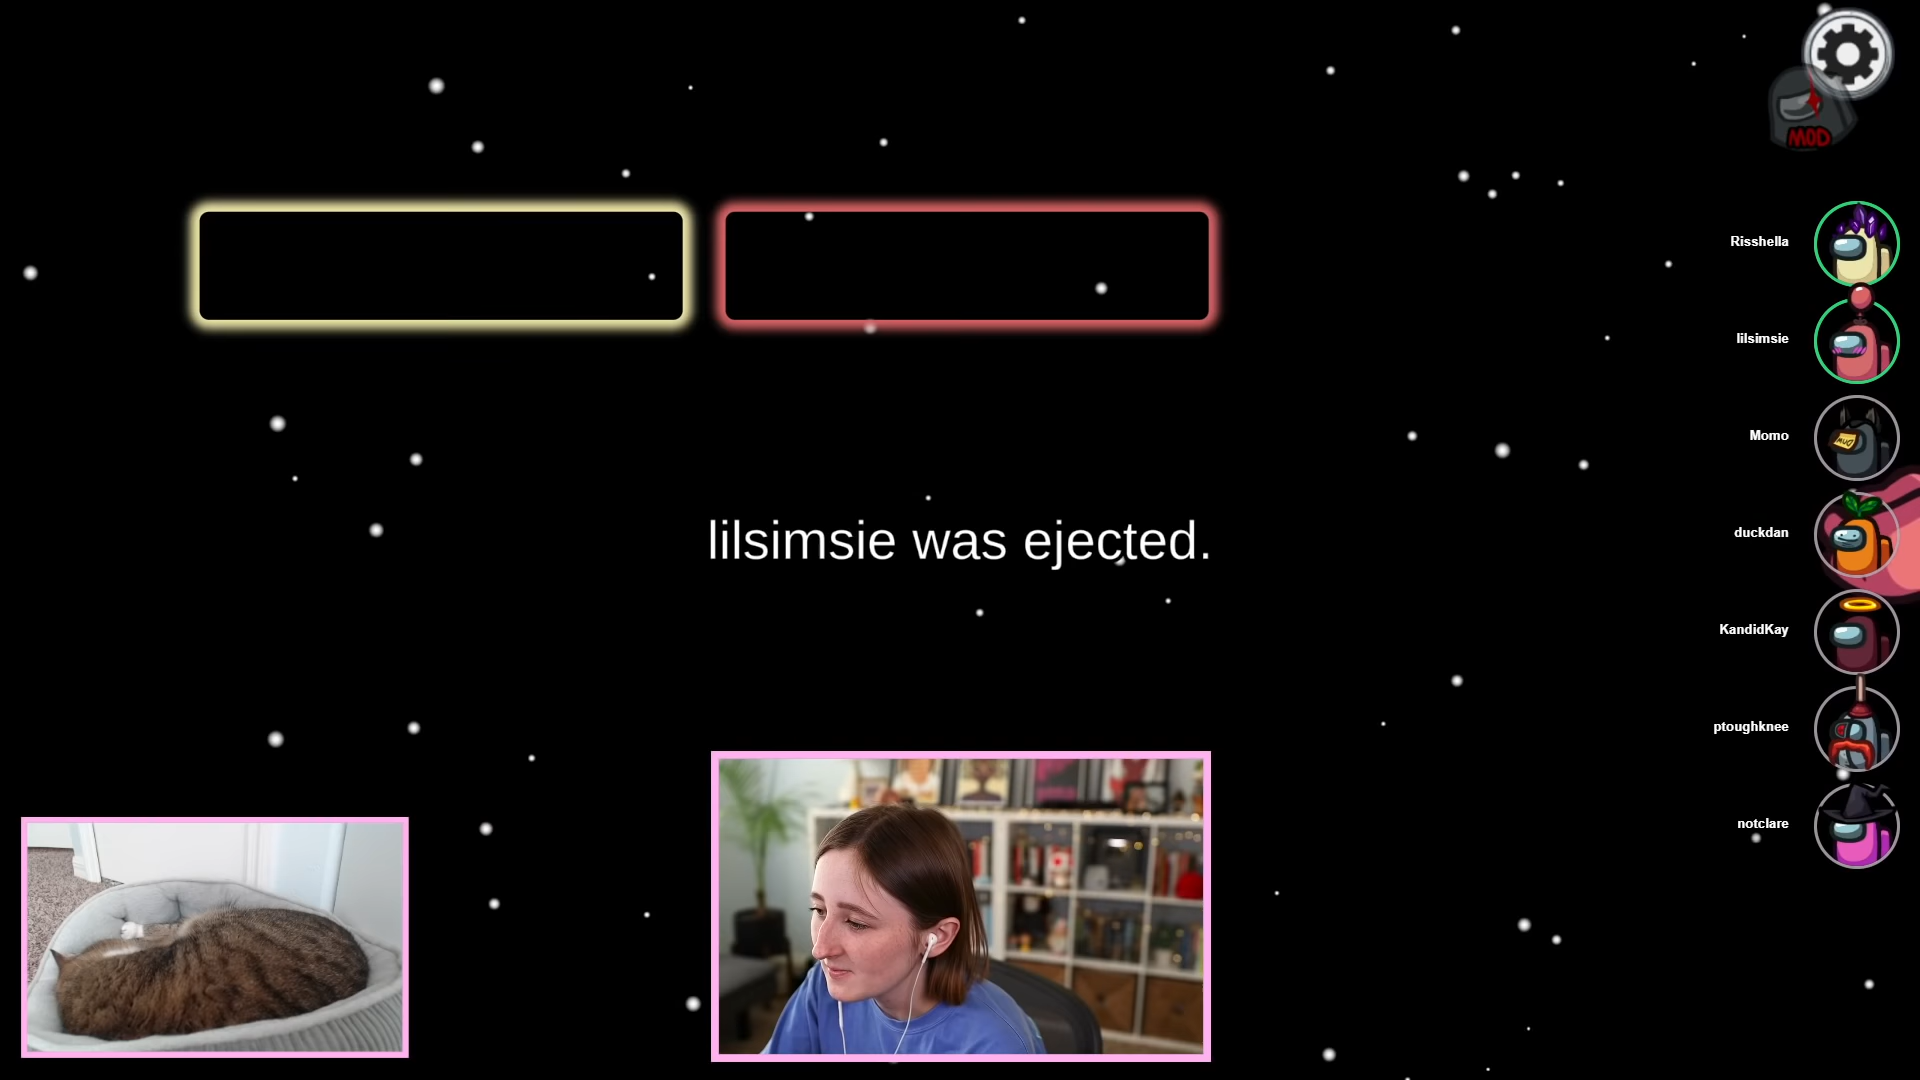 MOD
Risshella
lilsimsie
Momo
duckdan
lilsimsie was ejected.
KandidKay
ptoughknee
notclare